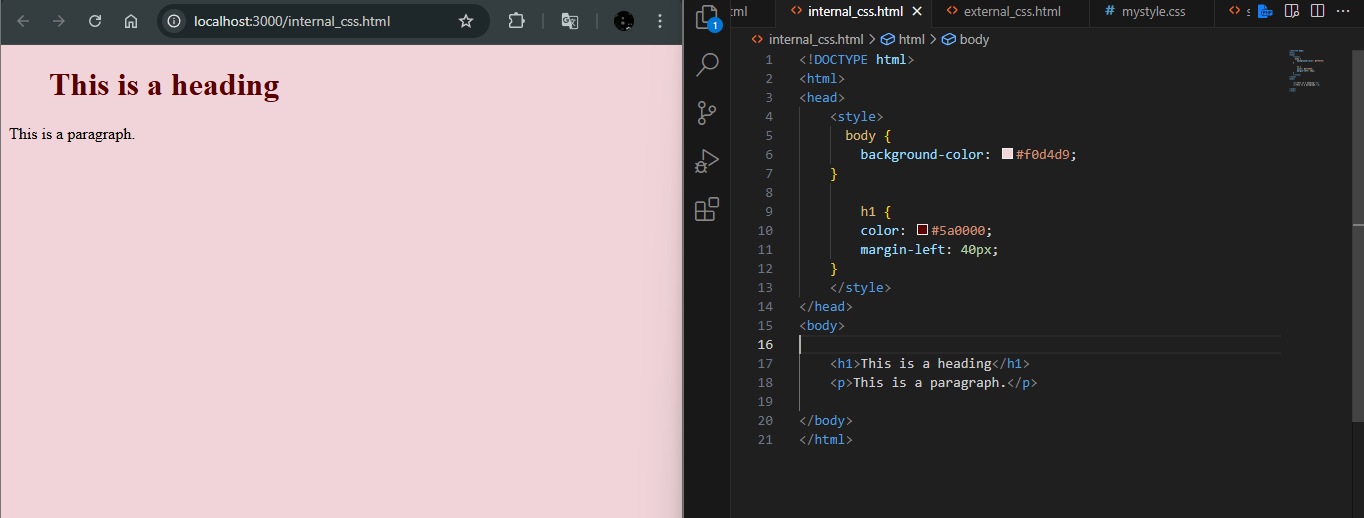 localhost:3000/internal_css.html
This is a heading
This is a paragraph.
1
ml internal_css.html external_css.html # mystyle.css s
internal_css.html > html > body
1 <!DOCTYPE html>
2 <html>
3 <head>
4 <style>
5 body {
6 background-color: #f0d4d9;
7 }
8
9 h1 {
10 color: #5a0000;
11 margin-left: 40px;
12 }
13 </style>
14 </head>
15 <body>
16
17 <h1>This is a heading</h1>
18 <p>This is a paragraph.</p>
19
20 </body>
21 </html>